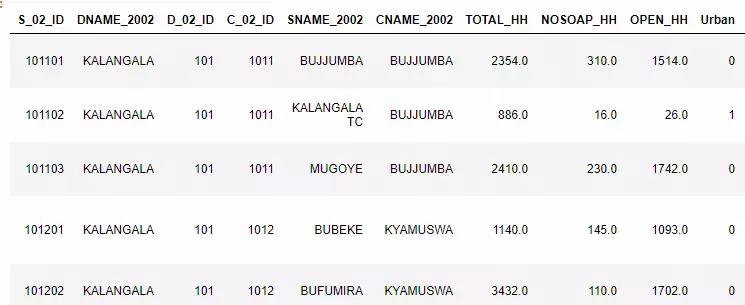 S_02_ID DNAME_2002 D_02_ID C_02_ID SNAME_2002 CNAME_2002 TOTAL_HH NOSOAP_HH OPEN_HH Urban
101101 KALANGALA 101 1011 BUJJUMBA BUJJUMBA 2354.0 310.0 1514.0 0
101102 KALANGALA 101 1011 KALANGALA TC BUJJUMBA 886.0 16.0 26.0 1
101103 KALANGALA 101 1011 MUGOYE BUJJUMBA 2410.0 230.0 1742.0 0
101201 KALANGALA 101 1012 BUBEKE KYAMUSWA 1140.0 145.0 1093.0 0
101202 KALANGALA 101 1012 BUFUMIRA KYAMUSWA 3432.0 110.0 1702.0 0